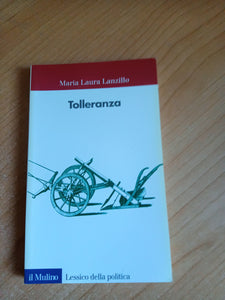 Maria Laura Lanzillo
Tolleranza
il Mulino
Lessico della politica